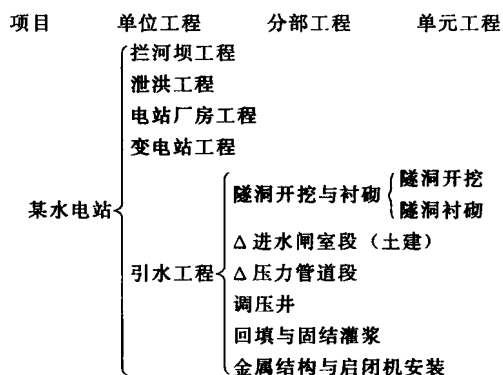 项目 单位工程 分部工程 单元工程
拦河坝工程
泄洪工程
电站厂房工程
变电站工程
某水电站
引水工程
隧洞开挖与衬砌
隧洞开挖
隧洞衬砌
Δ进水闸室段（土建）
Δ压力管道段
调压井
回填与固结灌浆
金属结构与启闭机安装